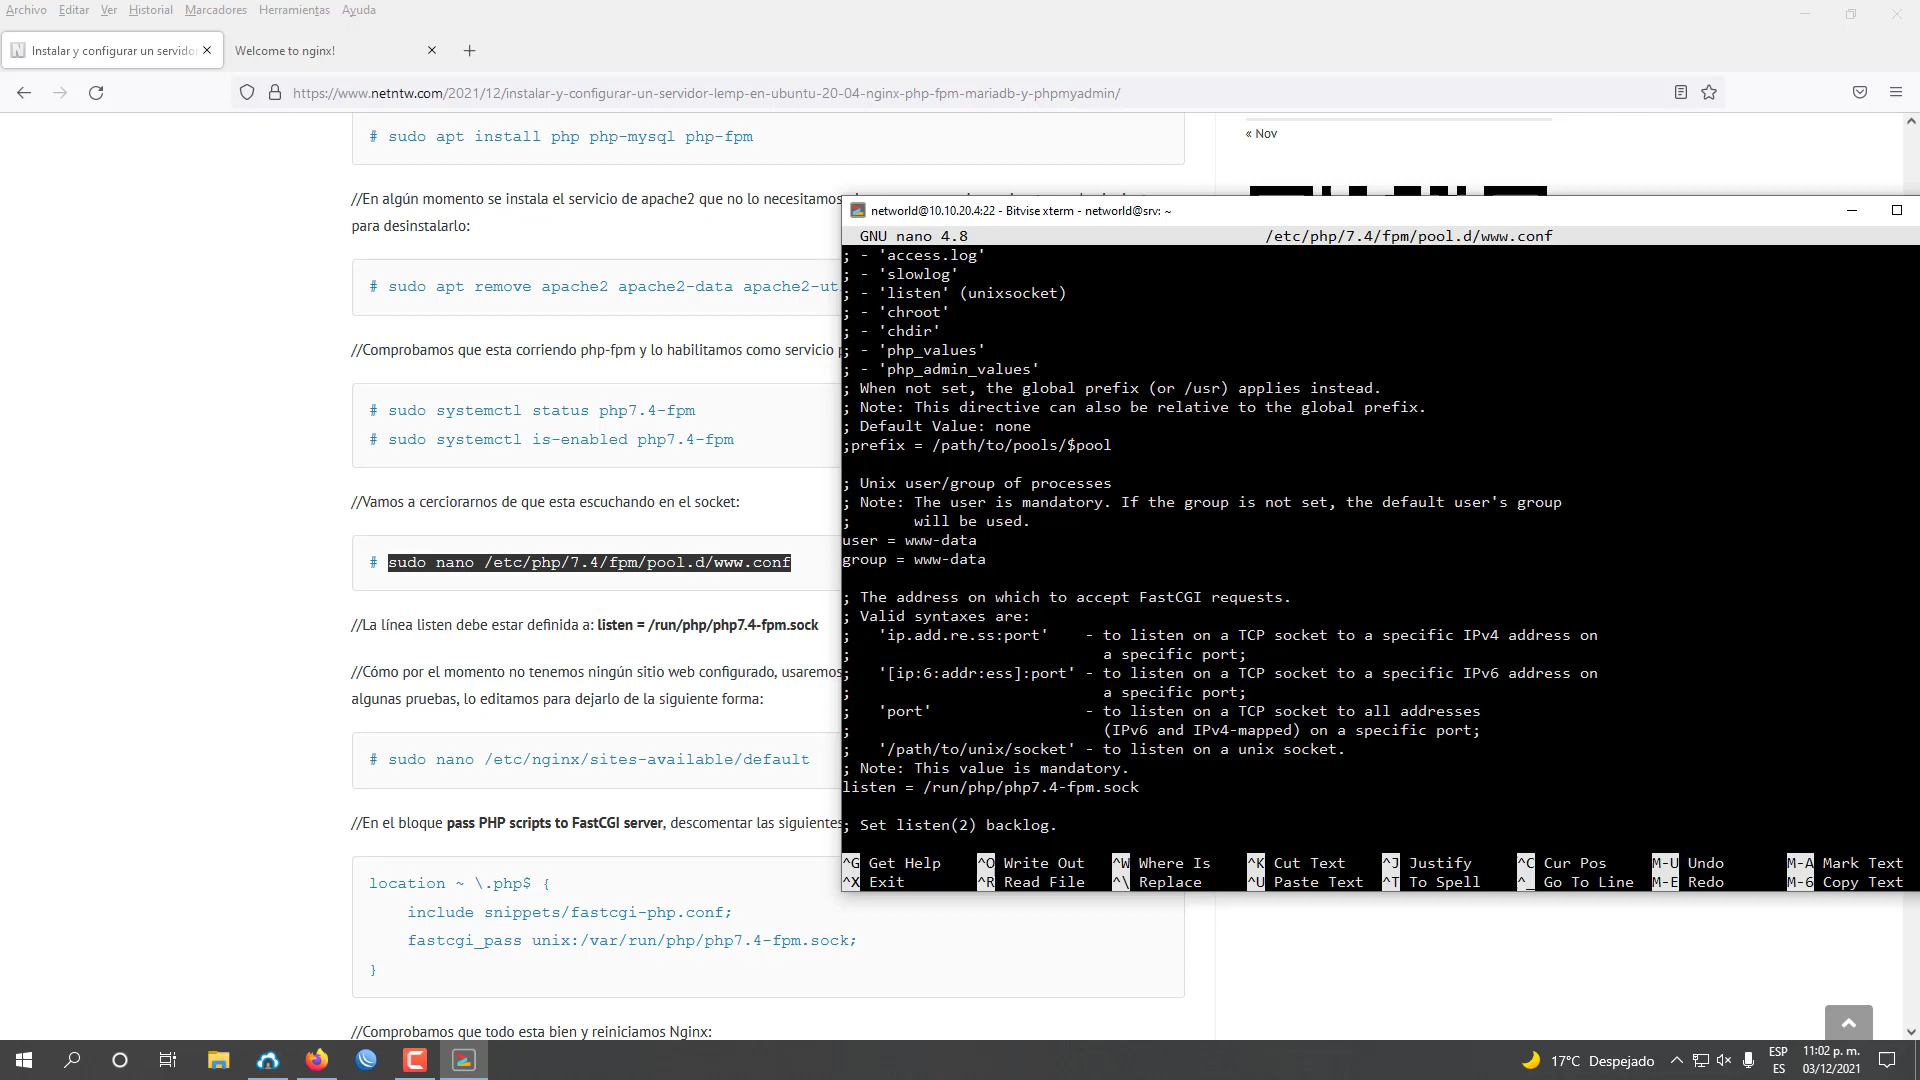 Archivo Editar Ver Historial Marcadores Herramientas Ayuda
Instalar y configurar un servido
Welcome to nginx!
https://www.netntw.com/2021/12/instalar-y-configurar-un-servidor-lemp-en-ubuntu-20-04-nginx-php-fpm-mariadb-y-phpmyadmin/
# sudo apt install php php-mysql php-fpm
« Nov
//En algún momento se instala el servicio de apache2 que no lo necesitamos
para desinstalarlo:
# sudo apt remove apache2 apache2-data apache2-ut
//Comprobamos que esta corriendo php-fpm y lo habilitamos como servicio
# sudo systemctl status php7.4-fpm
# sudo systemctl is-enabled php7.4-fpm
//Vamos a cerciorarnos de que esta escuchando en el socket:
# sudo nano /etc/php/7.4/fpm/pool.d/www.conf
//La línea listen debe estar definida a: listen = /run/php/php7.4-fpm.sock
//Cómo por el momento no tenemos ningún sitio web configurado, usaremos
algunas pruebas, lo editamos para dejarlo de la siguiente forma:
# sudo nano /etc/nginx/sites-available/default
//En el bloque pass PHP scripts to FastCGI server, descomentar las siguientes
location ~ \.php$ {
include snippets/fastcgi-php.conf;
fastcgi_pass unix:/var/run/php/php7.4-fpm.sock;
}
//Comprobamos que todo esta bien y reiniciamos Nginx:
networld@10.10.20.4:22 - Bitvise xterm - networld@srv: ~
GNU nano 4.8 /etc/php/7.4/fpm/pool.d/www.conf
; - 'access.log'
; - 'slowlog'
; - 'listen' (unixsocket)
; - 'chroot'
; - 'chdir'
; - 'php_values'
; - 'php_admin_values'
; When not set, the global prefix (or /usr) applies instead.
; Note: This directive can also be relative to the global prefix.
; Default Value: none
;prefix = /path/to/pools/$pool
; Unix user/group of processes
; Note: The user is mandatory. If the group is not set, the default user's group
; will be used.
user = www-data
group = www-data
; The address on which to accept FastCGI requests.
; Valid syntaxes are:
; 'ip.add.re.ss:port' - to listen on a TCP socket to a specific IPv4 address on
; a specific port;
; '[ip:6:addr:ess]:port' - to listen on a TCP socket to a specific IPv6 address on
; a specific port;
; 'port' - to listen on a TCP socket to all addresses
; (IPv6 and IPv4-mapped) on a specific port;
; '/path/to/unix/socket' - to listen on a unix socket.
; Note: This value is mandatory.
listen = /run/php/php7.4-fpm.sock
; Set listen(2) backlog.
^G Get Help ^O Write Out ^W Where Is ^K Cut Text ^J Justify ^C Cur Pos M-U Undo M-A Mark Text
^X Exit ^R Read File ^\ Replace ^U Paste Text ^T To Spell ^_ Go To Line M-E Redo M-6 Copy Text
17°C Despejado
ESP
ES
11:02 p. m.
03/12/2021